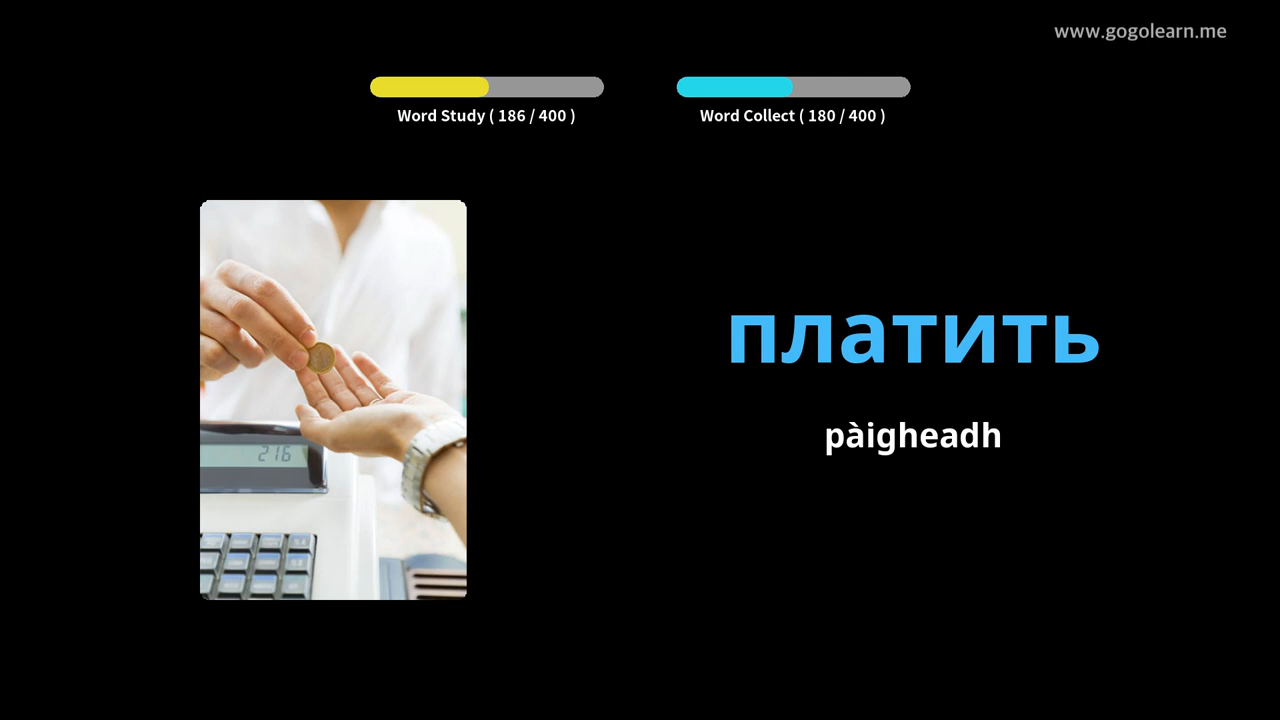 www.gogolearn.me
Word Study ( 186 / 400 )
Word Collect ( 180 / 400 )
платить
pàigheadh
216